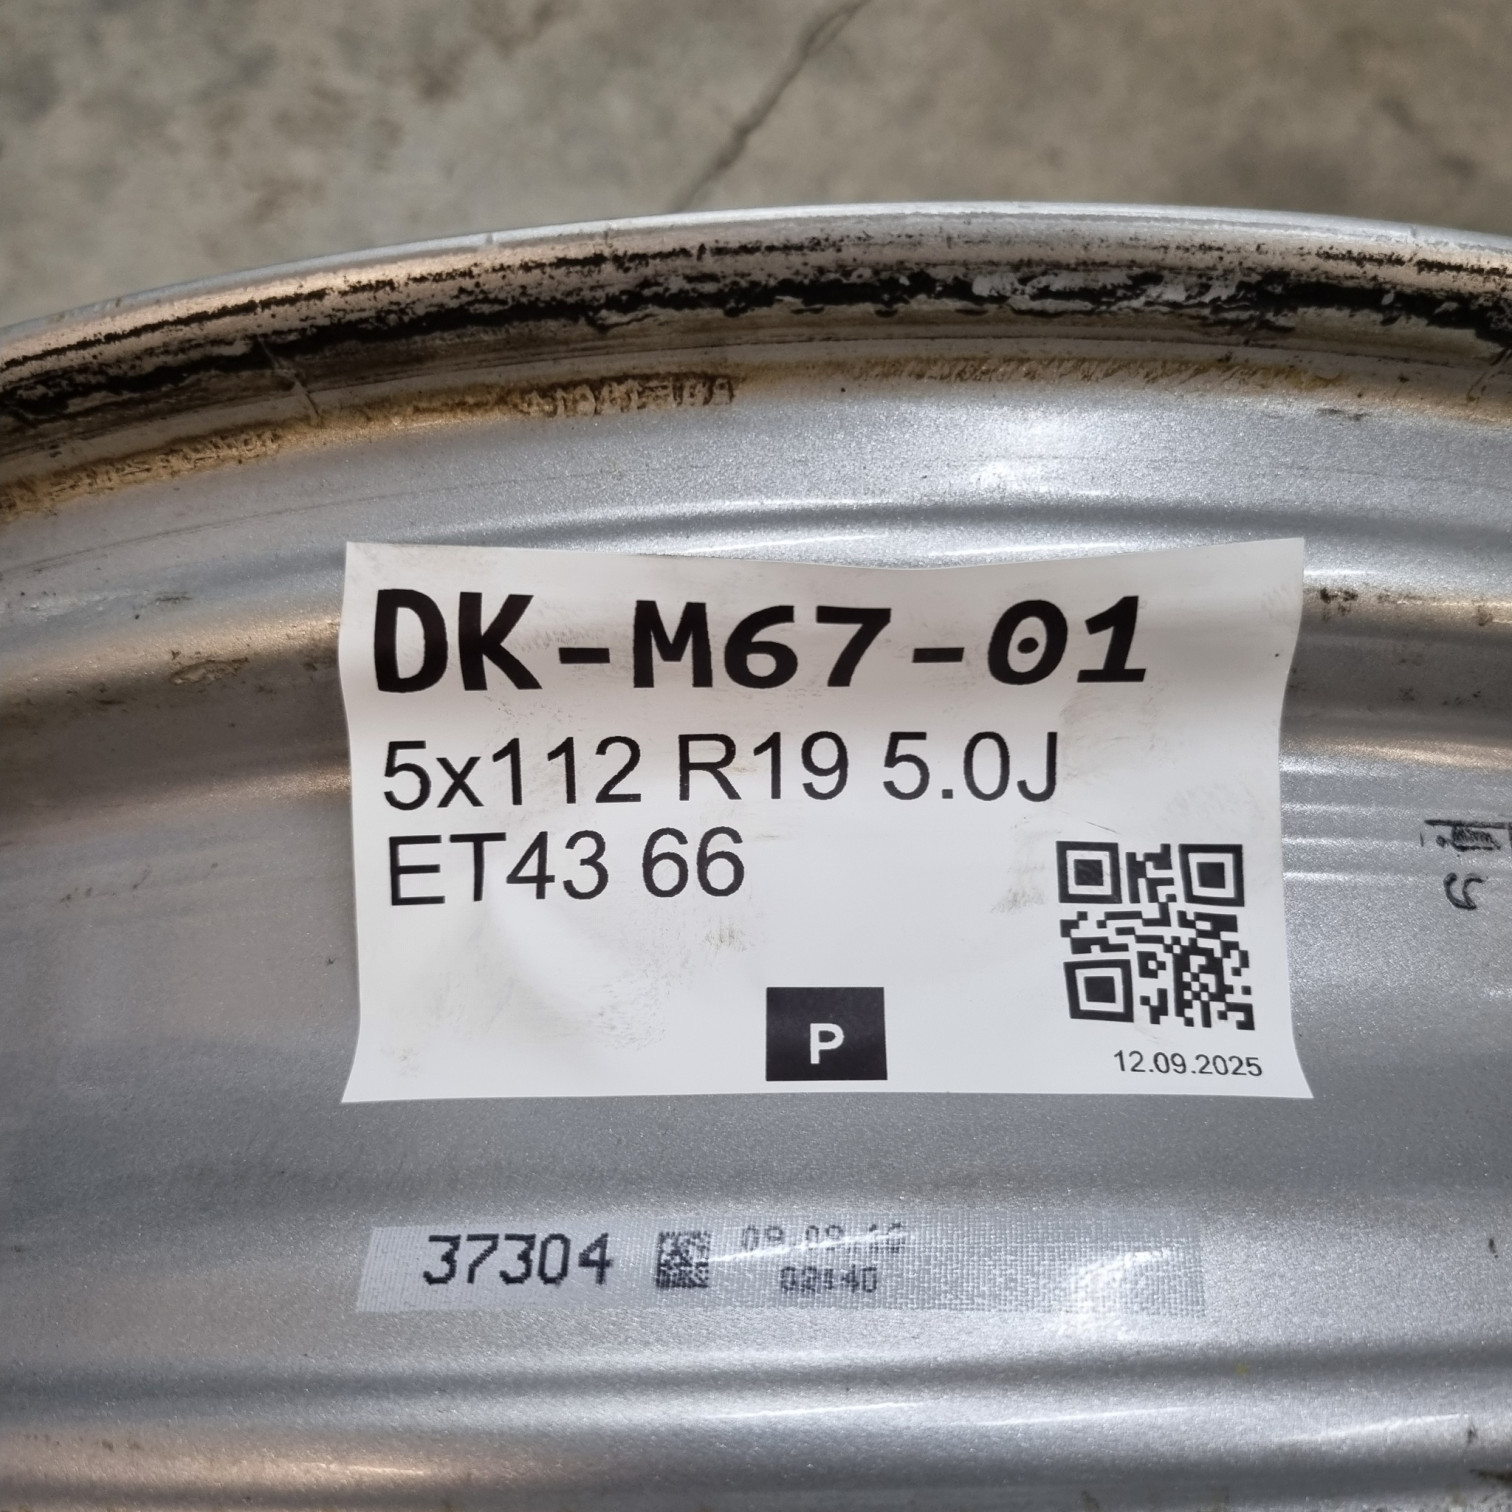 DK-M67-01
5x112 R19 5.0J
ET43 66
P
12.09.2025
37304